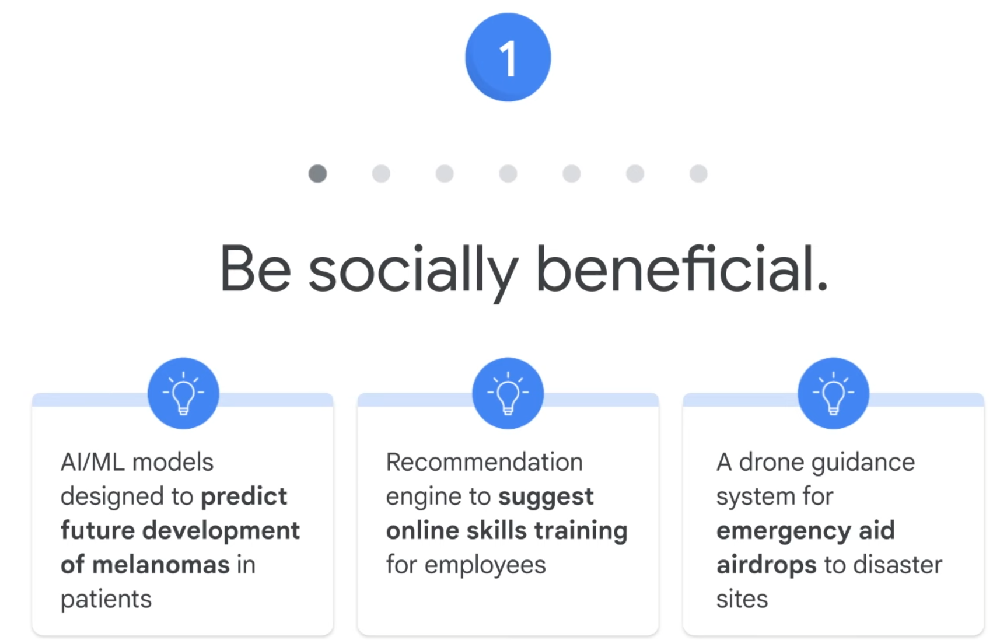 1
Be socially beneficial.
AI/ML models
designed to predict
future development
of melanomas in
patients
Recommendation
engine to suggest
online skills training
for employees
A drone guidance
system for
emergency aid
airdrops to disaster
sites